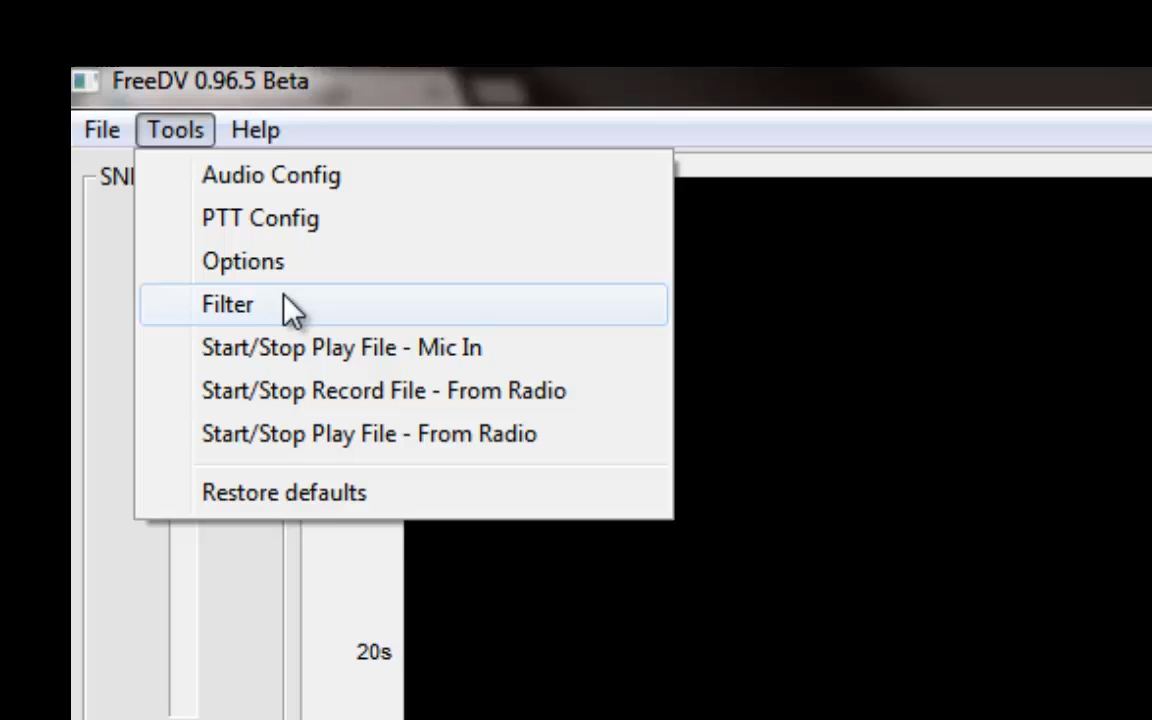 FreeDV 0.96.5 Beta
File Tools Help
Audio Config
PTT Config
Options
Filter
Start/Stop Play File - Mic In
Start/Stop Record File - From Radio
Start/Stop Play File - From Radio
Restore defaults
20s